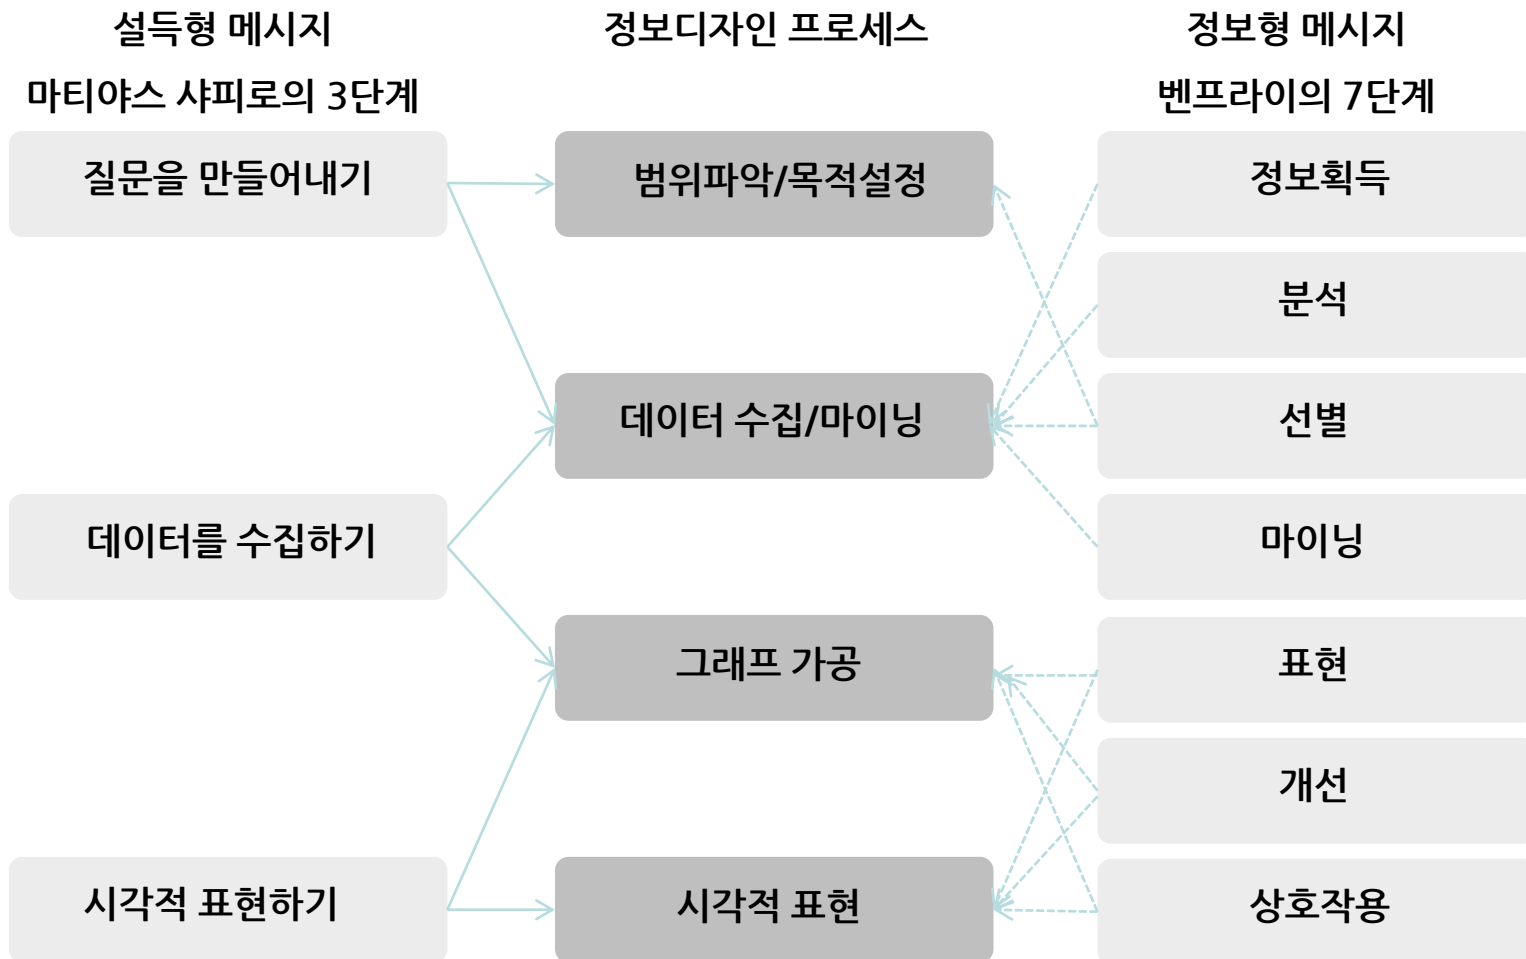 설득형 메시지
정보디자인 프로세스
정보형 메시지
마티야스 샤피로의 3단계
벤프라이의 7단계
질문을 만들어내기
범위파악/목적설정
정보획득
분석
데이터 수집/마이닝
선별
데이터를 수집하기
마이닝
그래프 가공
표현
개선
시각적 표현하기
시각적 표현
상호작용